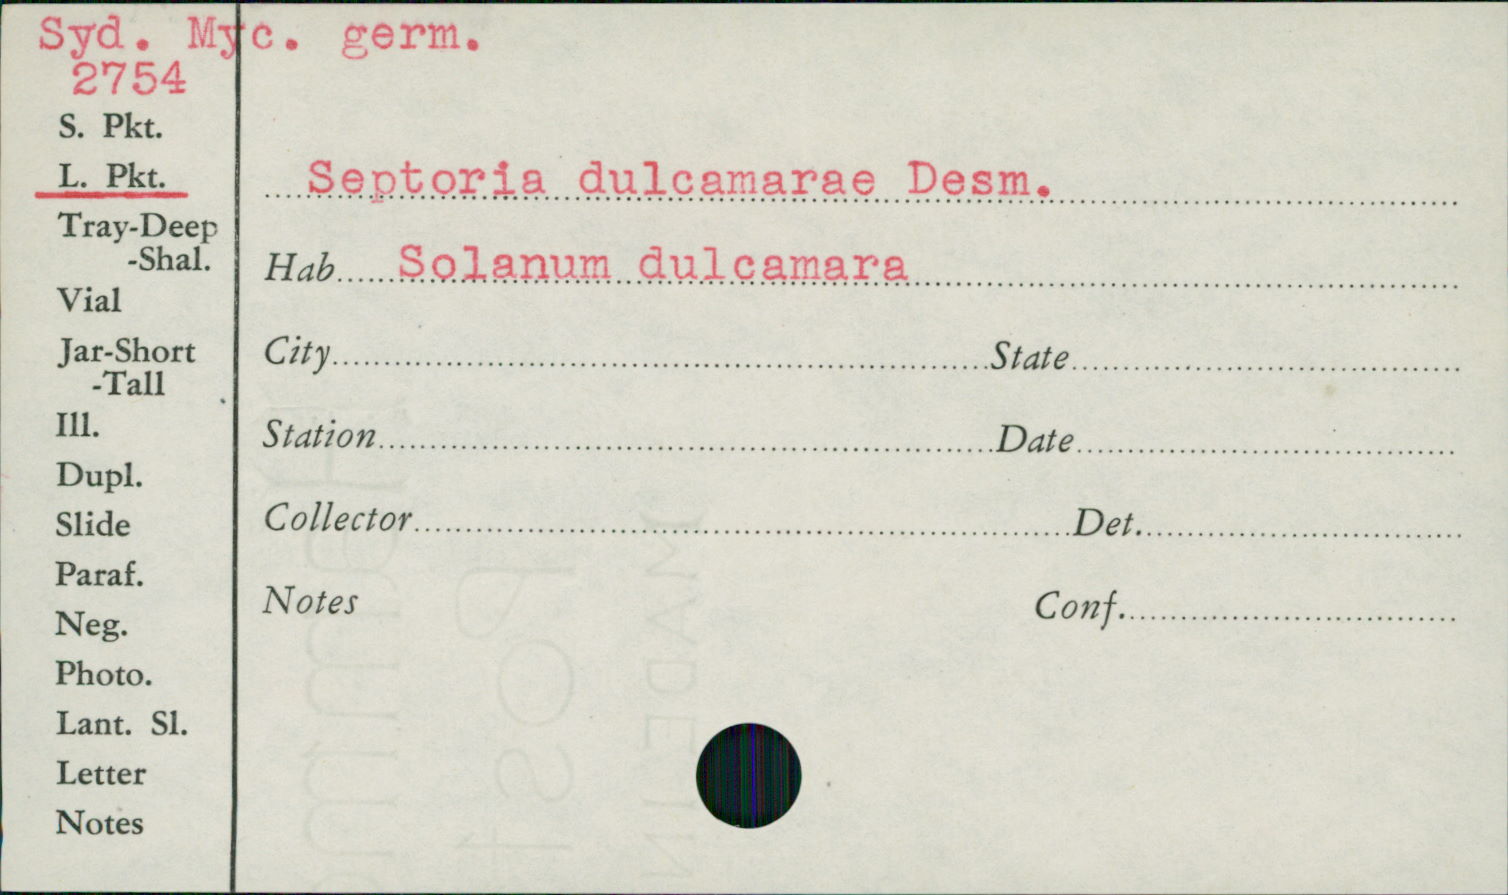 Syd. Myc. germ.
2754
S. Pkt.
L. Pkt.
Tray-Deep
-Shal.
Vial
Jar-Short
-Tall
Ill.
Dupl.
Slide
Paraf.
Neg.
Photo.
Lant. Sl.
Letter
Notes
Septoria dulcamarae Desm.
Hab Solanum dulcamara
City State
Station Date
Collector Det.
Notes Conf.